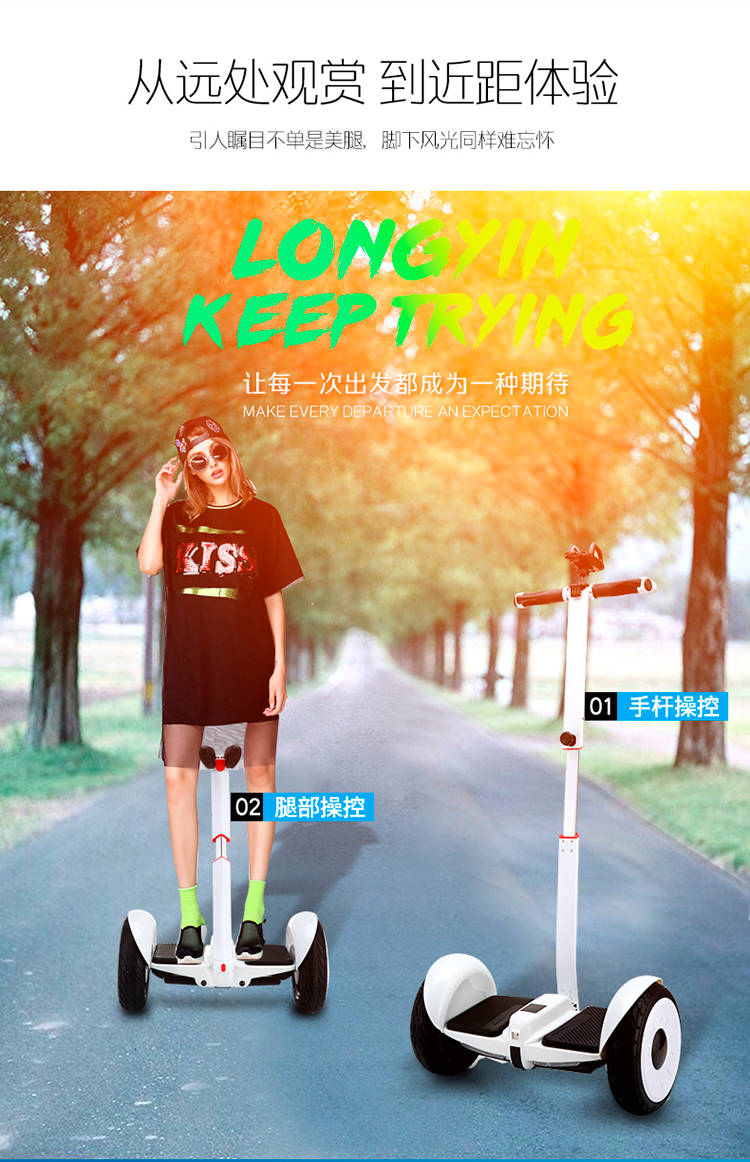 从远处观赏 到近距体验
引人瞩目不单是美腿，脚下风光同样难忘怀
LONGYIN
KEEP TRYING
让每一次出发都成为一种期待
MAKE EVERY DEPARTURE AN EXPECTATION
KISS
01 手杆操控
02 腿部操控